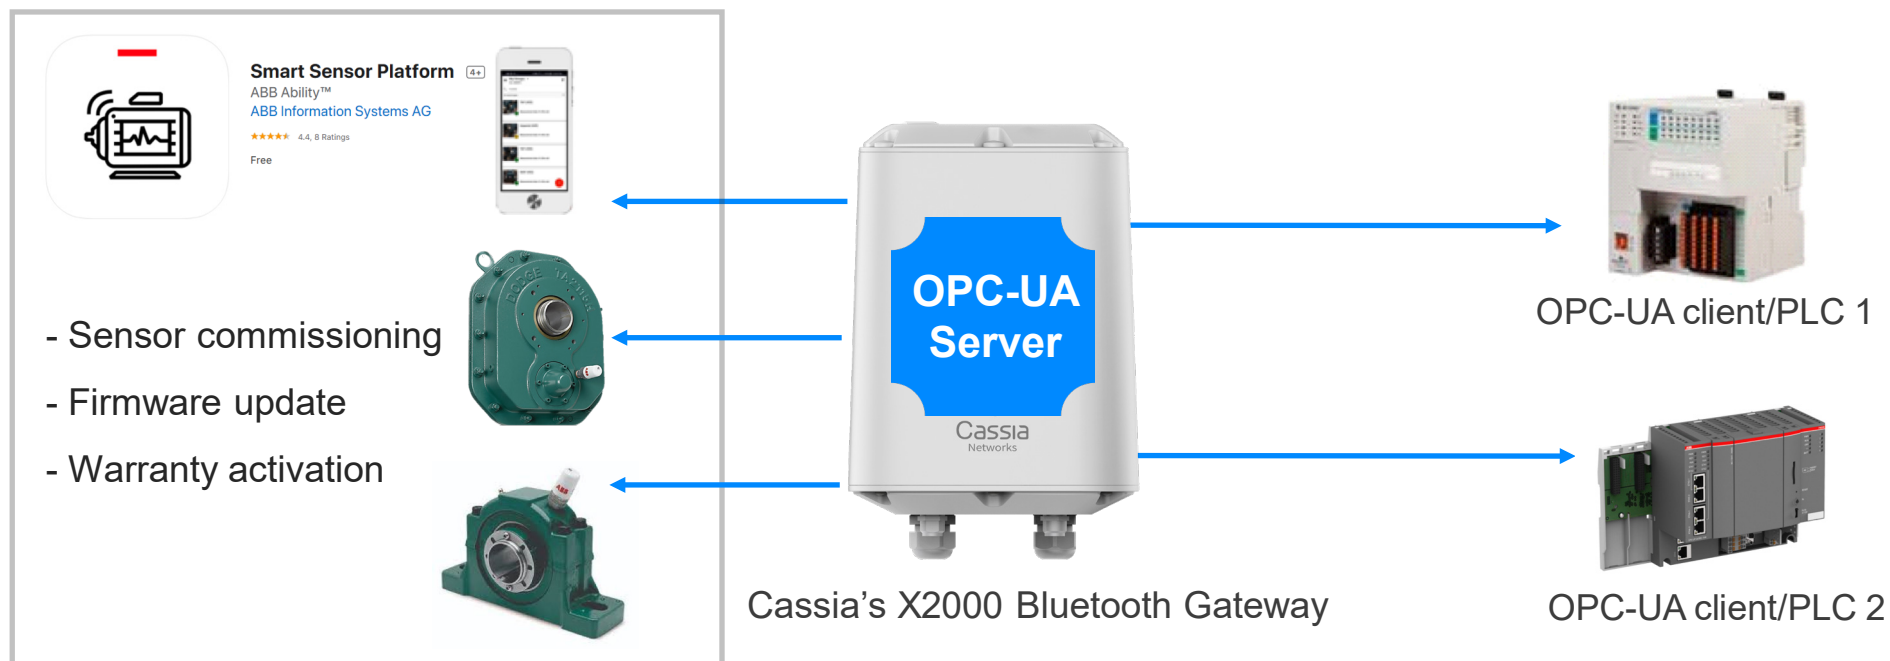 Smart Sensor Platform 4+
ABB Ability™
ABB Information Systems AG
4.4, 8 Ratings
Free
DODGE
- Sensor commissioning
- Firmware update
- Warranty activation
ABB
OPC-UA
Server
Cassia
Networks
Cassia’s X2000 Bluetooth Gateway
OPC-UA client/PLC 1
OPC-UA client/PLC 2